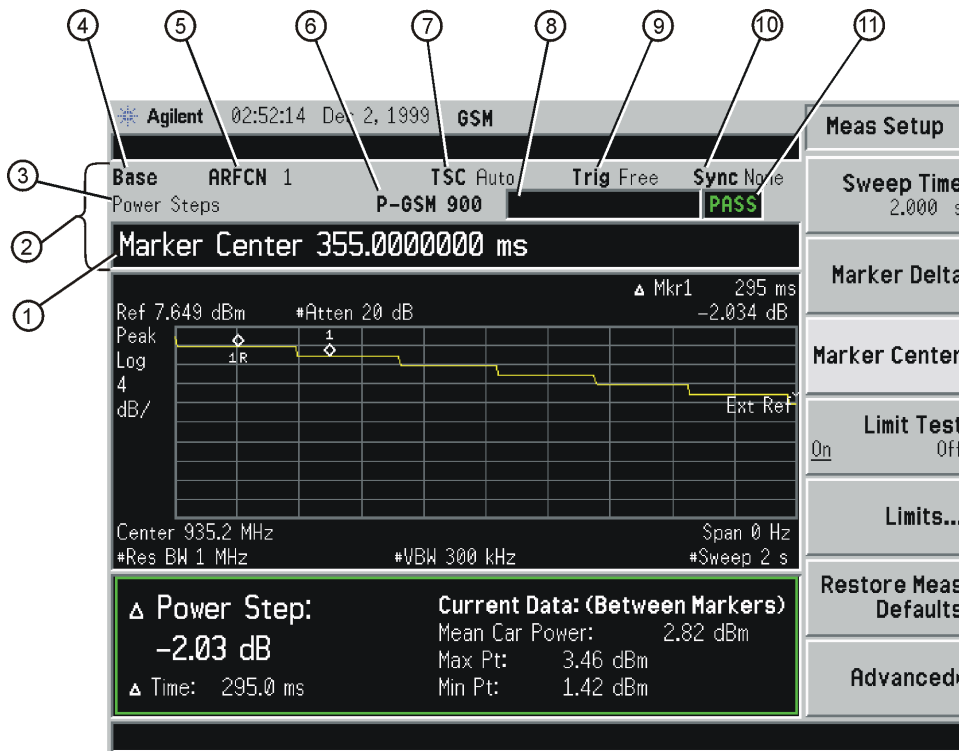 4 5 6 7 8 9 10 11
Agilent 02:52:14 Dec 2, 1999 GSM
Meas Setup
3
Base ARFCN 1 TSC Auto Trig Free Sync None
Power Steps P-GSM 900 PASS
2
Marker Center 355.0000000 ms
1
Δ Mkr1 295 ms
Ref 7.649 dBm #Atten 20 dB -2.034 dB
Peak
Log
4
dB/
1R
1
Ext Ref
Center 935.2 MHz Span 0 Hz
#Res BW 1 MHz #VBW 300 kHz #Sweep 2 s
Δ Power Step:
-2.03 dB
Δ Time: 295.0 ms
Current Data: (Between Markers)
Mean Car Power: 2.82 dBm
Max Pt: 3.46 dBm
Min Pt: 1.42 dBm
Sweep Time
2.000 s
Marker Delta
Marker Center
Limit Test
On Off
Limits...
Restore Meas
Defaults
Advanced